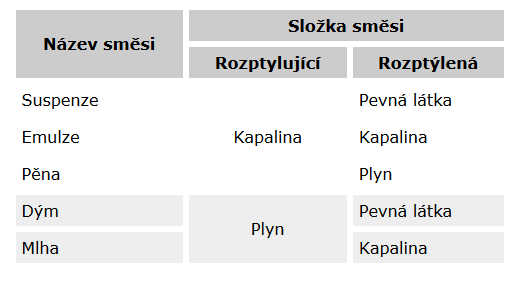 Název směsi
Složka směsi
Rozptylující
Rozptýlená
Suspenze
Pevná látka
Emulze
Kapalina
Kapalina
Pěna
Plyn
Dým
Plyn
Pevná látka
Mlha
Kapalina